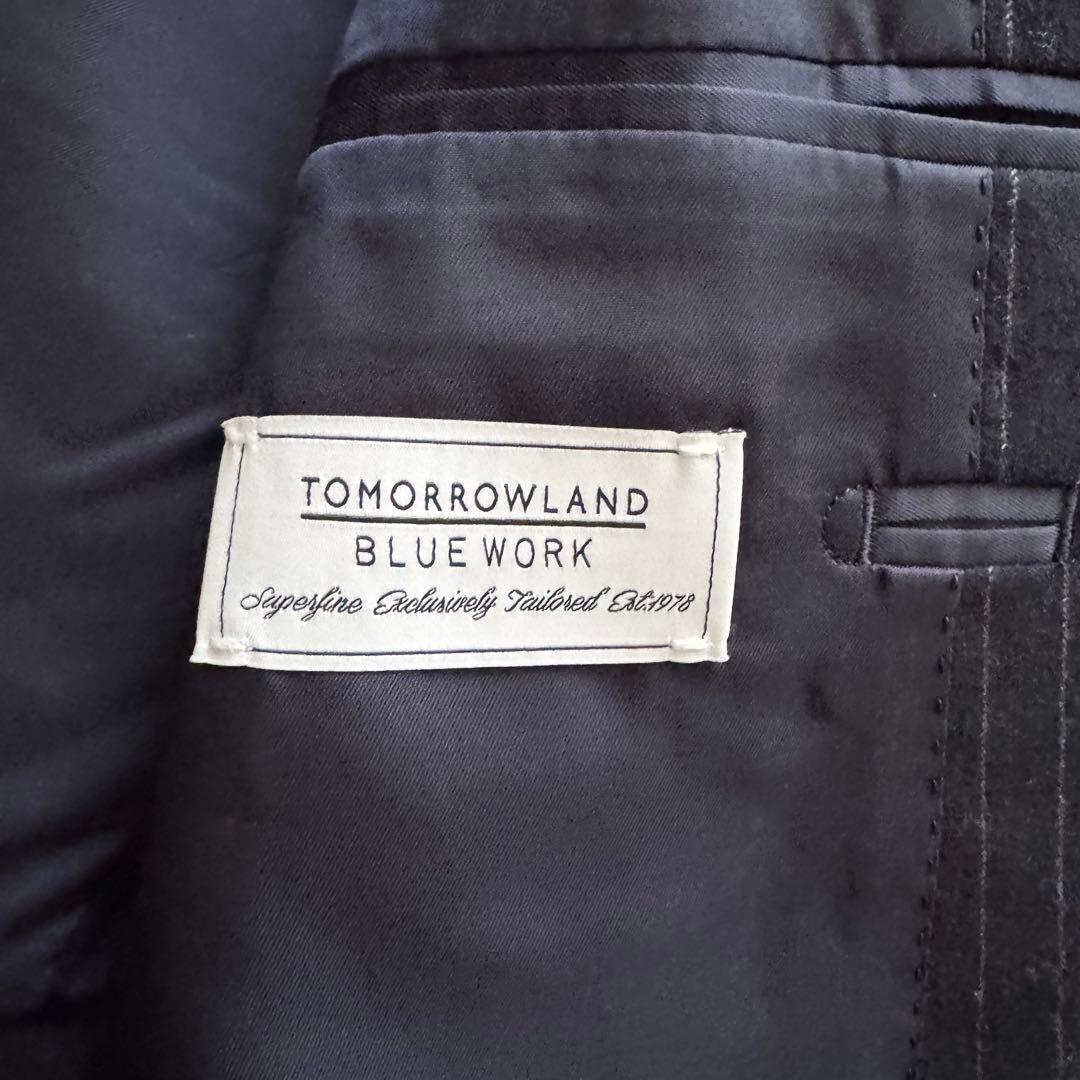 TOMORROWLAND
BLUE WORK
Superfine Exclusively Tailored Est.1978